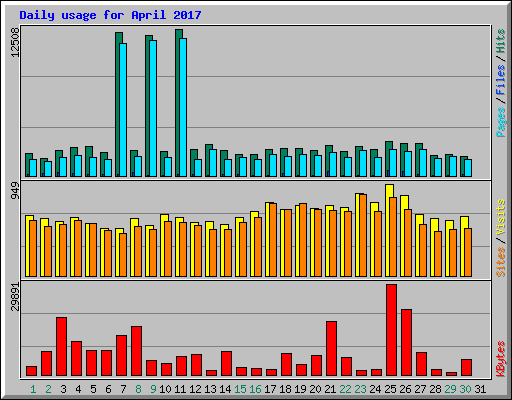 Daily usage for April 2017
12508
Pages / Files / Hits
949
Sites / Visits
29891
KBytes
1 2 3 4 5 6 7 8 9 10 11 12 13 14 15 16 17 18 19 20 21 22 23 24 25 26 27 28 29 30 31